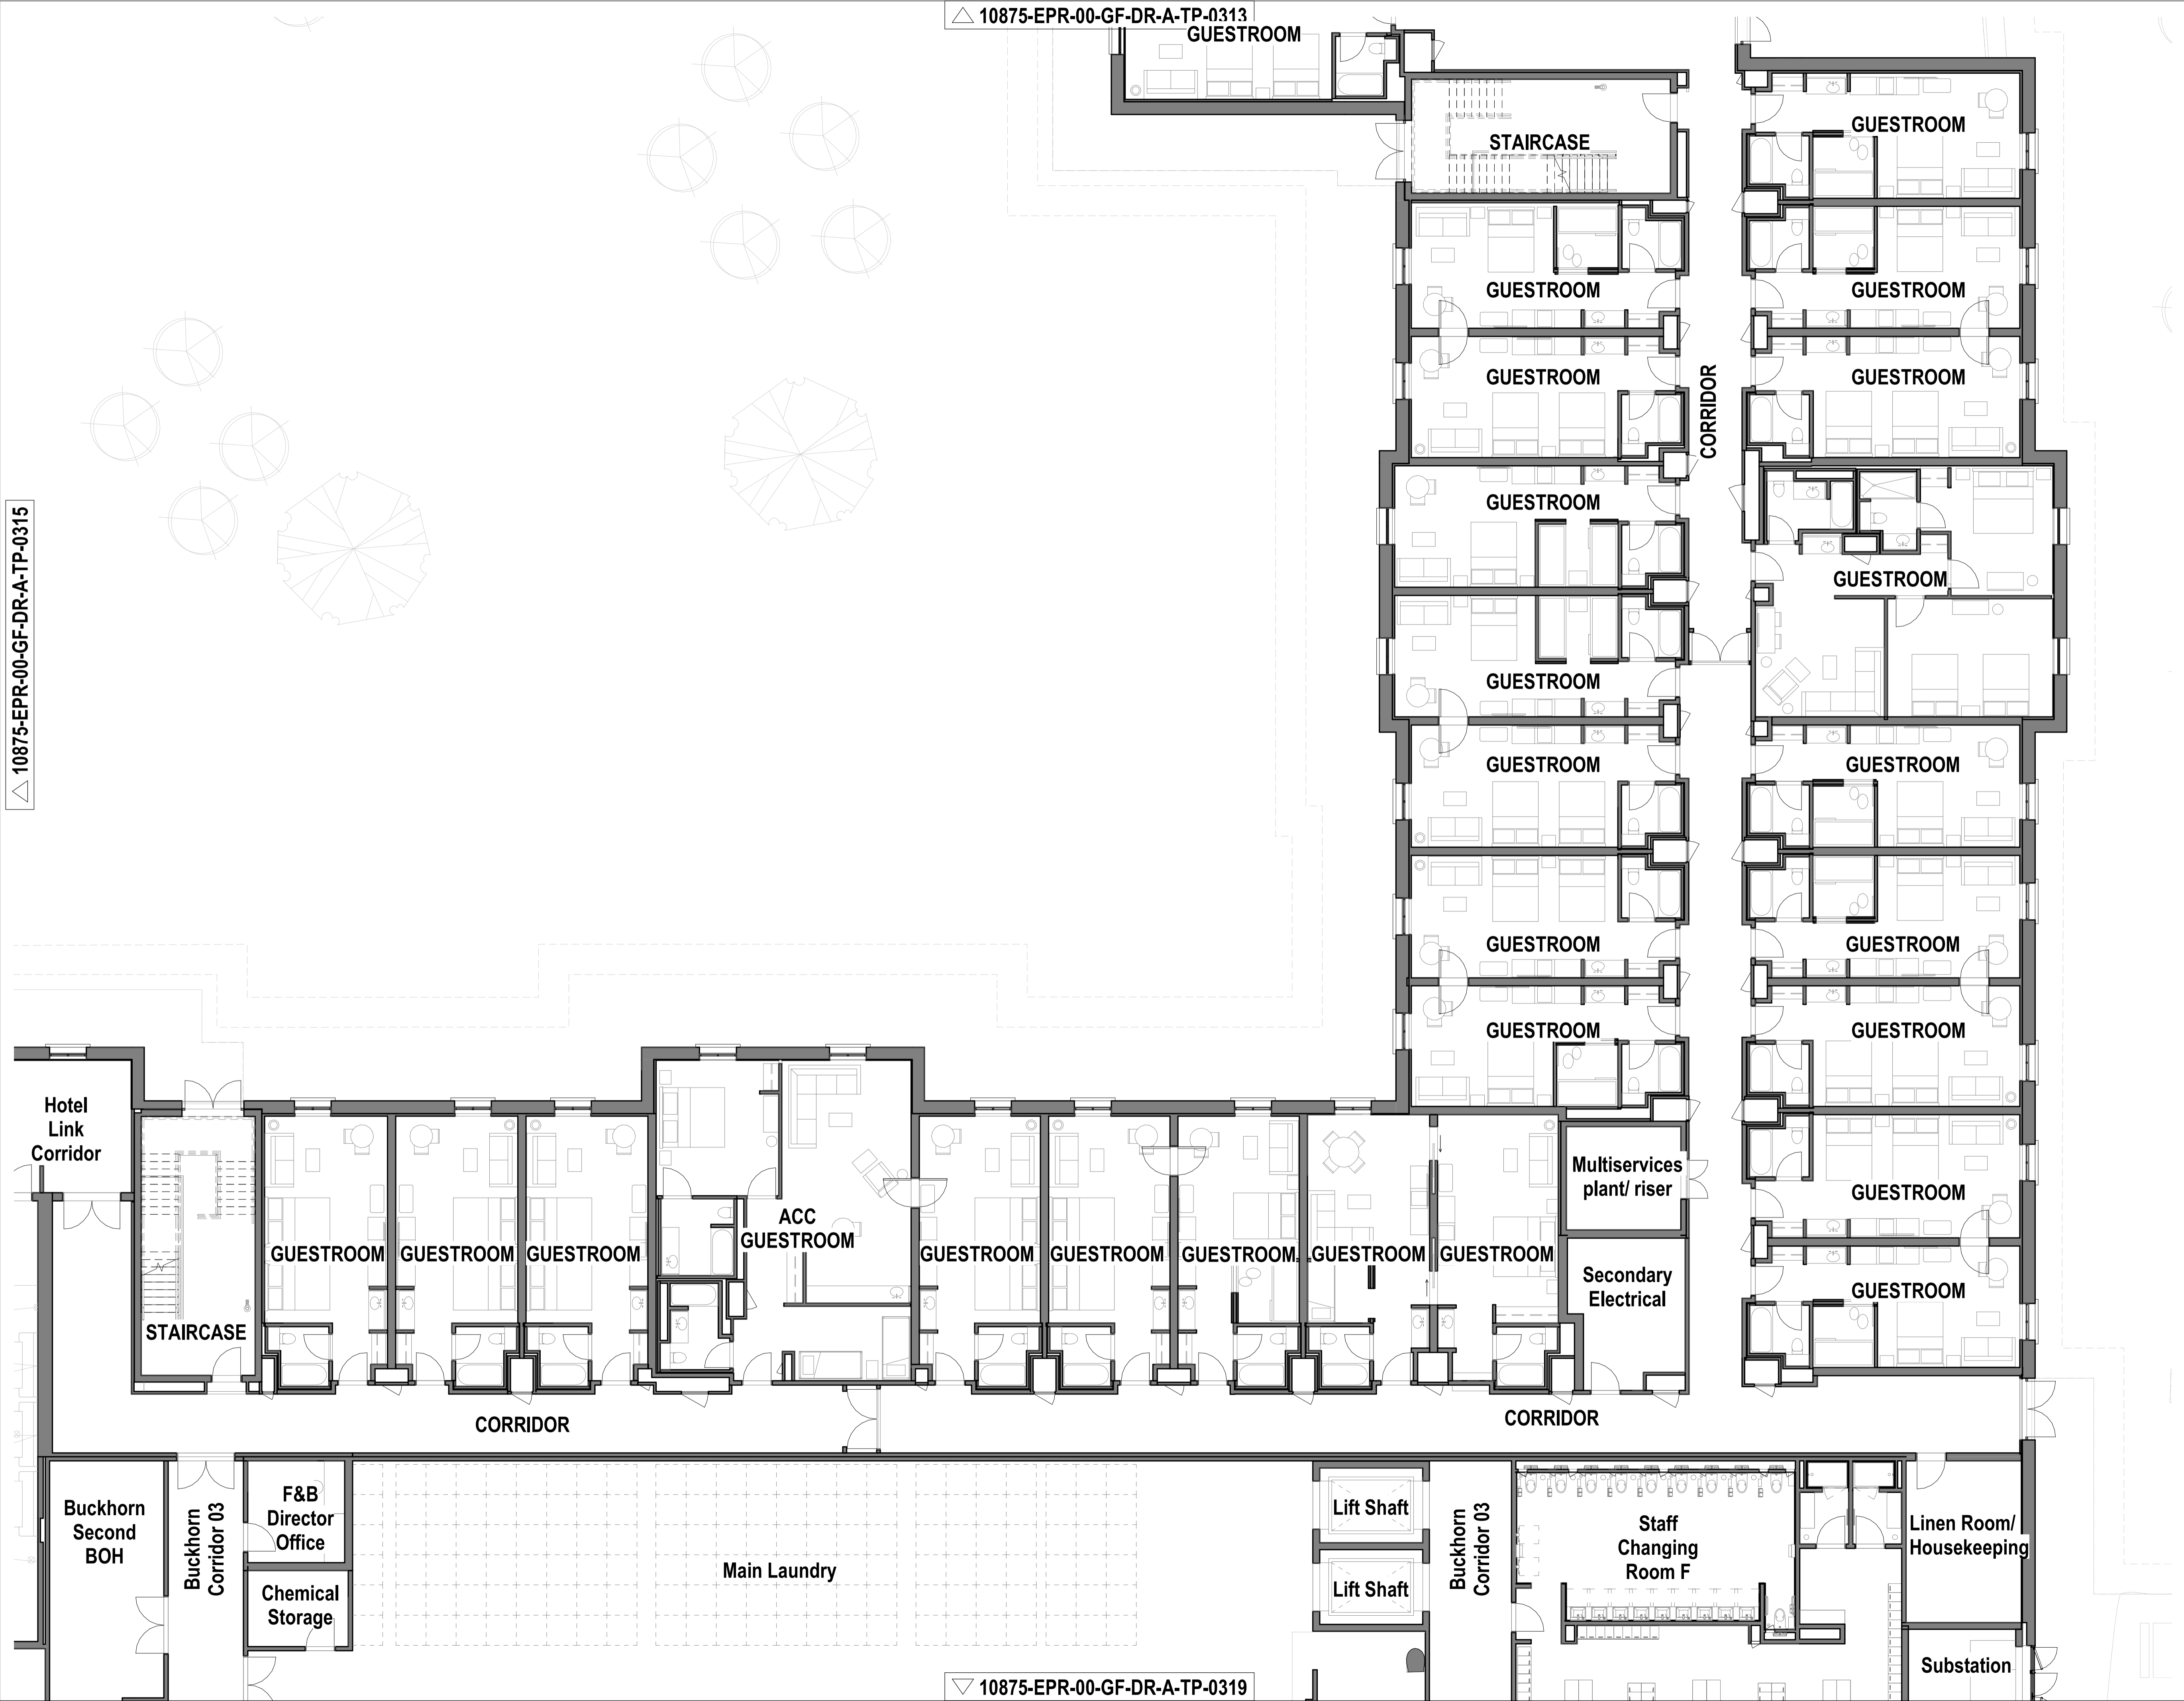 10875-EPR-00-GF-DR-A-TP-0313
GUESTROOM
GUESTROOM
STAIRCASE
GUESTROOM
GUESTROOM
GUESTROOM
GUESTROOM
CORRIDOR
GUESTROOM
10875-EPR-00-GF-DR-A-TP-0315
GUESTROOM
GUESTROOM
GUESTROOM
GUESTROOM
GUESTROOM
GUESTROOM
GUESTROOM
GUESTROOM
Hotel
Link
Corridor
Multiservices
plant/ riser
GUESTROOM
ACC
GUESTROOM
GUESTROOM
GUESTROOM
GUESTROOM
GUESTROOM
GUESTROOM
GUESTROOM
GUESTROOM
GUESTROOM
Secondary
Electrical
GUESTROOM
STAIRCASE
CORRIDOR
CORRIDOR
Buckhorn
Second
BOH
Buckhorn
Corridor 03
F&B
Director
Office
Chemical
Storage
Main Laundry
Lift Shaft
Lift Shaft
Buckhorn
Corridor 03
Staff
Changing
Room F
Linen Room/
Housekeeping
Substation
10875-EPR-00-GF-DR-A-TP-0319